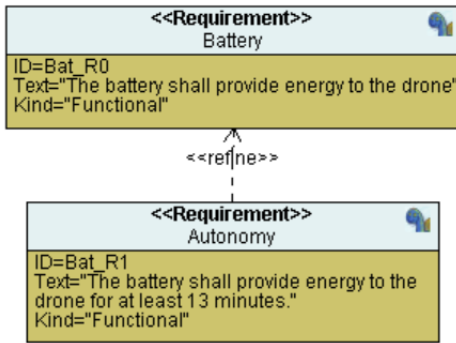 <<Requirement>>
Battery
ID=Bat_R0
Text="The battery shall provide energy to the drone"
Kind="Functional"
<<refine>>
<<Requirement>>
Autonomy
ID=Bat_R1
Text="The battery shall provide energy to the
drone for at least 13 minutes."
Kind="Functional"